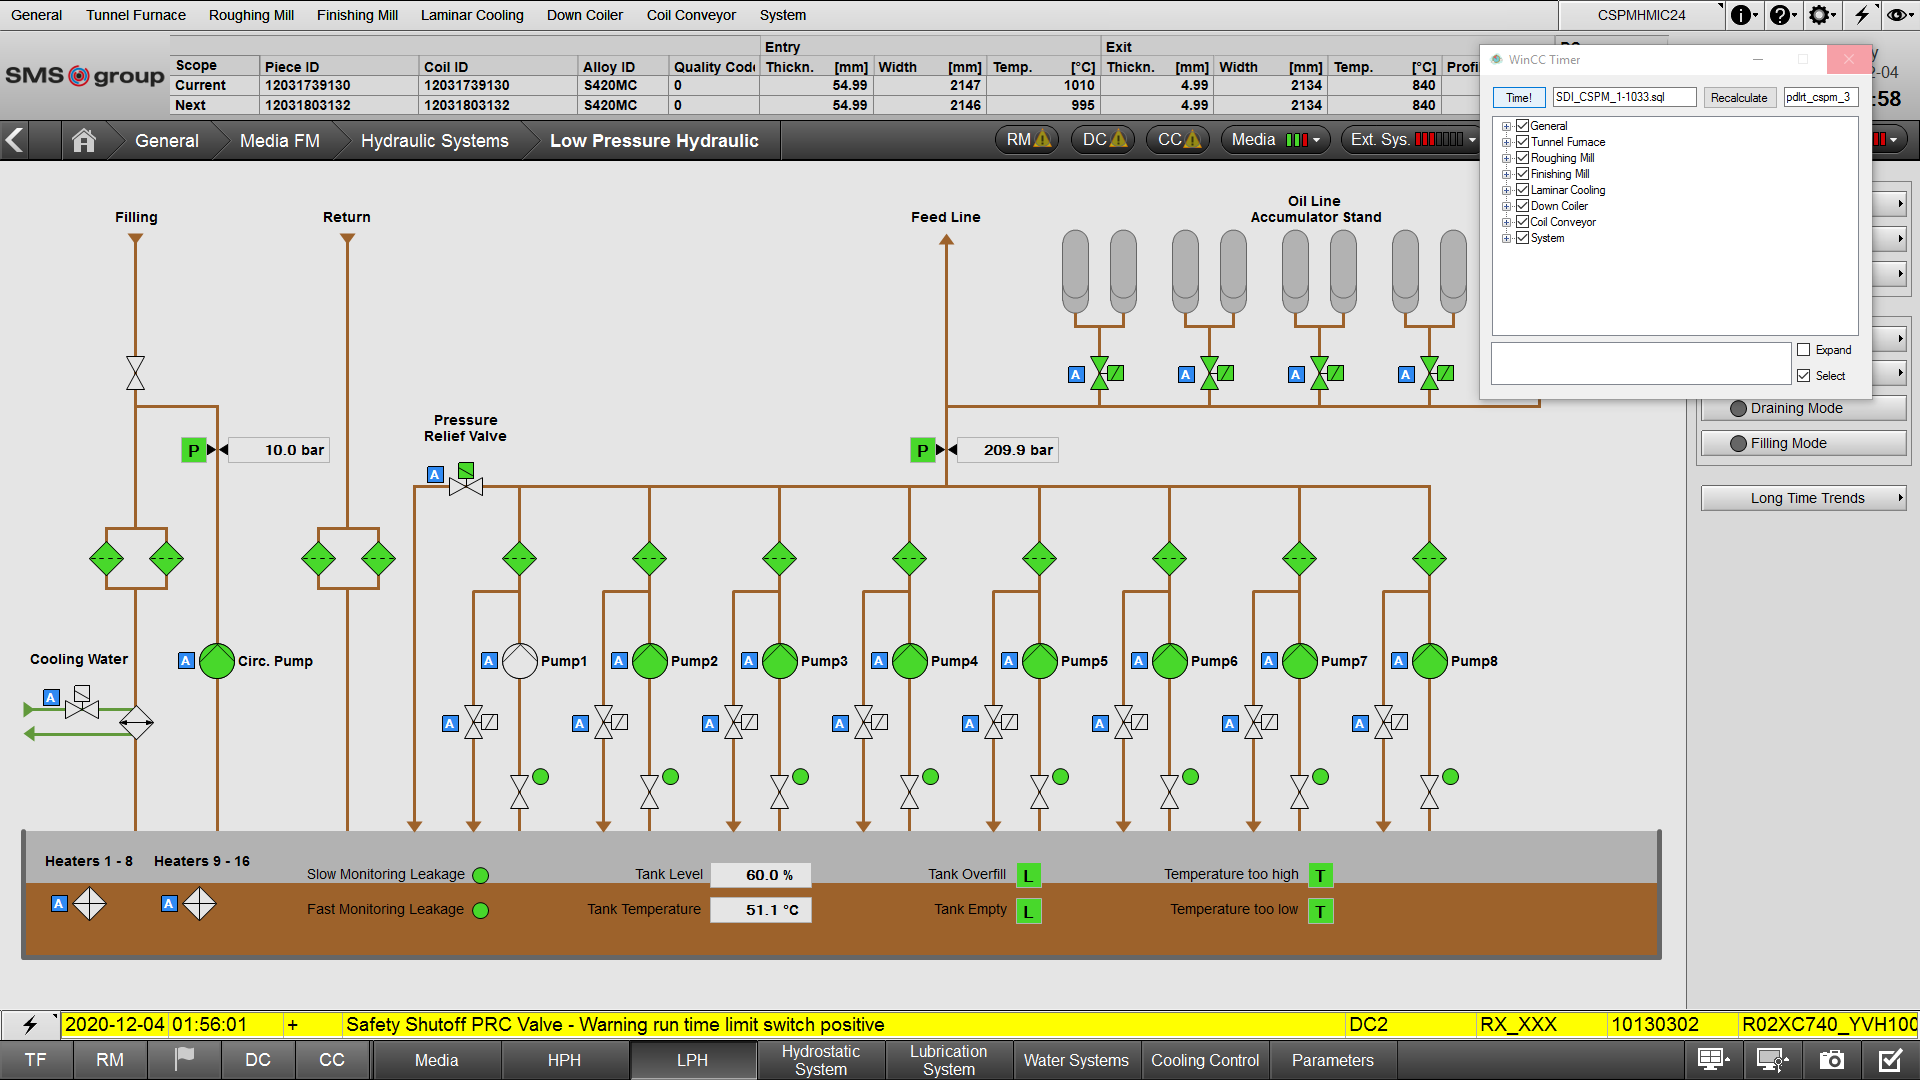 General Tunnel Furnace Roughing Mill Finishing Mill Laminar Cooling Down Coiler Coil Conveyor System CSPMHMIC24
SMS group
Entry Exit
Scope Piece ID Coil ID Alloy ID Quality Code Thickn. [mm] Width [mm] Temp. [°C] Thickn. [mm] Width [mm] Temp. [°C] Profi
Current 12031739130 12031739130 S420MC 0 54.99 2147 1010 4.99 2134 840
Next 12031803132 12031803132 S420MC 0 54.99 2146 995 4.99 2134 840
-04
:58
General Media FM Hydraulic Systems Low Pressure Hydraulic RM DC CC Media Ext. Sys.
WinCC Timer
Time! SDI_CSPM_1-1033.sql Recalculate pdlrt_cspm_3
General
Tunnel Furnace
Roughing Mill
Finishing Mill
Laminar Cooling
Down Coiler
Coil Conveyor
System
Expand
Select
Filling Return Feed Line
Oil Line
Accumulator Stand
A A A A
Draining Mode
Filling Mode
Long Time Trends
Pressure
Relief Valve
P 10.0 bar
P 209.9 bar
A
Cooling Water
A Circ. Pump A Pump1 A Pump2 A Pump3 A Pump4 A Pump5 A Pump6 A Pump7 A Pump8
A
A A A A A A A A
Heaters 1 - 8 Heaters 9 - 16
A A
Slow Monitoring Leakage Tank Level 60.0 % Tank Overfill L Temperature too high T
Fast Monitoring Leakage Tank Temperature 51.1 °C Tank Empty L Temperature too low T
2020-12-04 01:56:01 + Safety Shutoff PRC Valve - Warning run time limit switch positive DC2 RX_XXX 10130302 R02XC740_YVH100
TF RM DC CC Media HPH LPH Hydrostatic System Lubrication System Water Systems Cooling Control Parameters